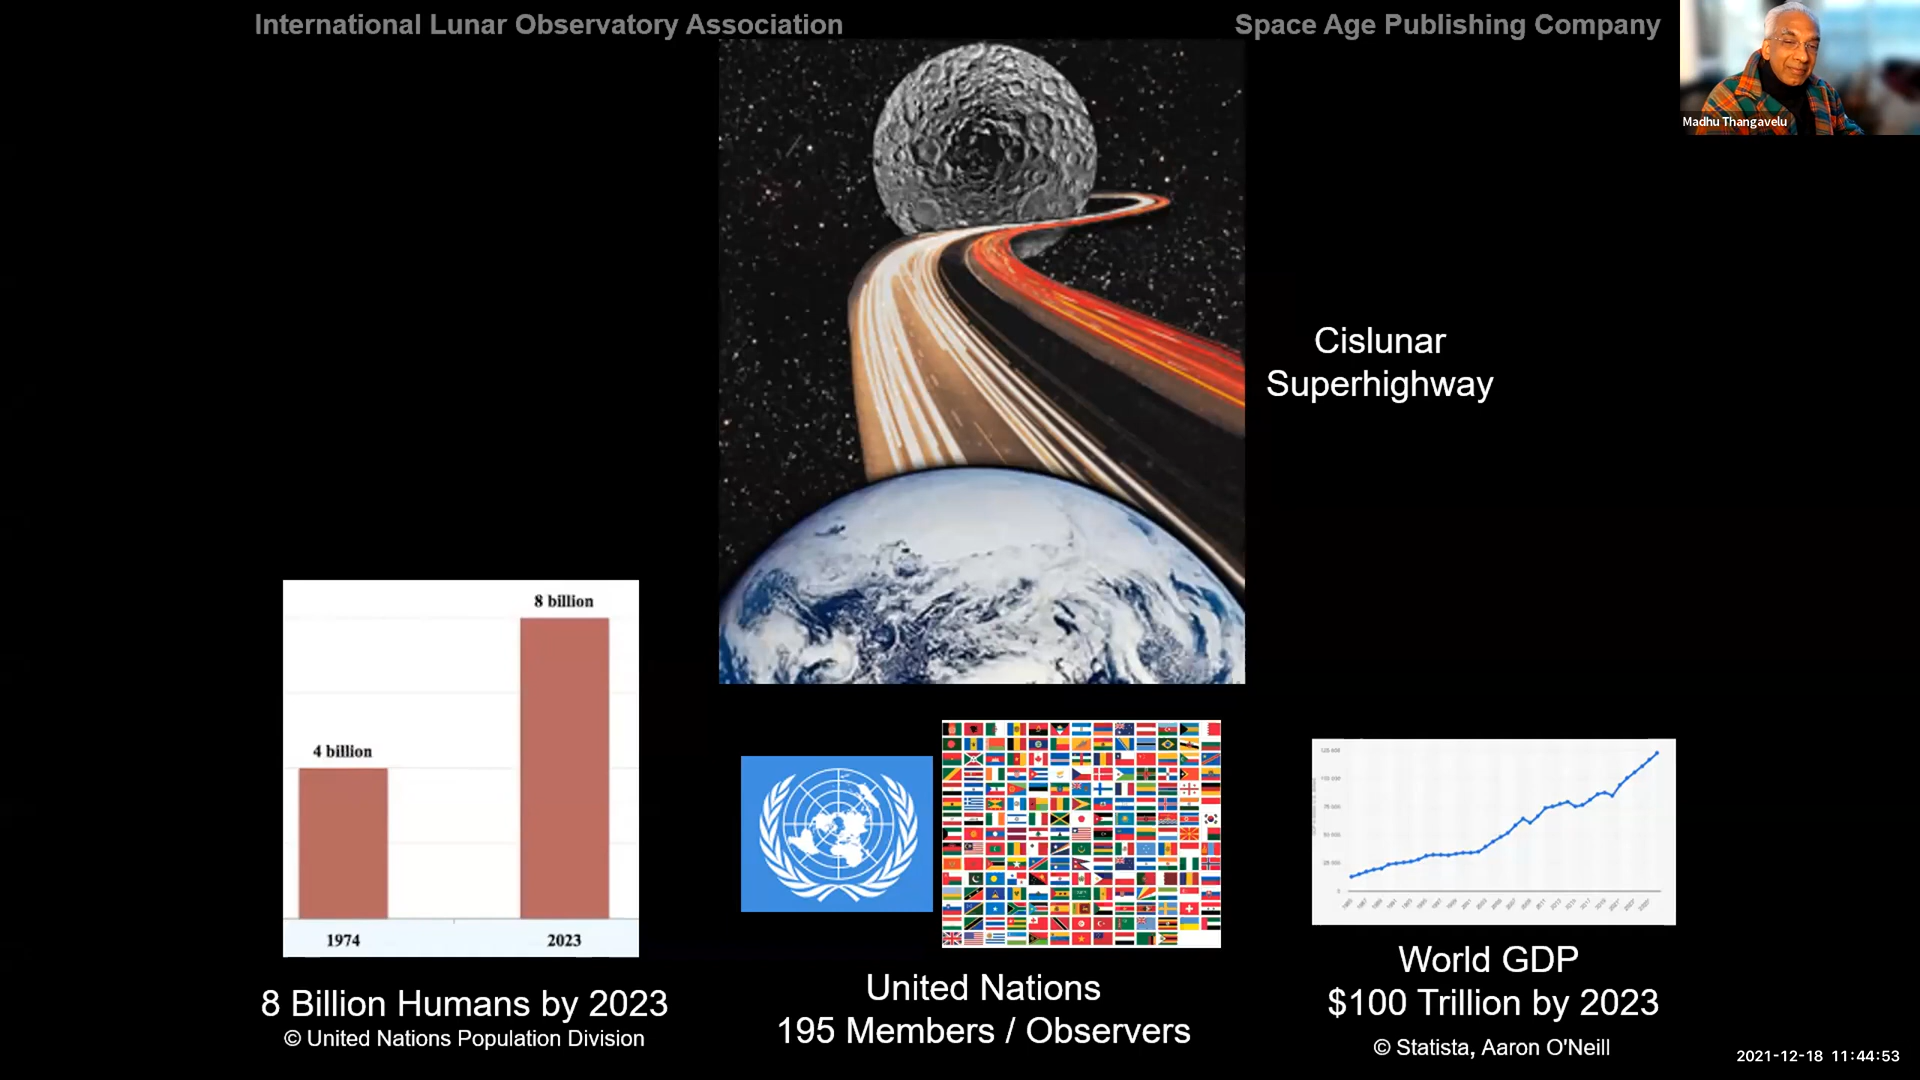 International Lunar Observatory Association
Space Age Publishing Company
Madhu Thangavelu
Cislunar
Superhighway
8 billion
4 billion
1974
2023
8 Billion Humans by 2023
© United Nations Population Division
United Nations
195 Members / Observers
World GDP
$100 Trillion by 2023
© Statista, Aaron O'Neill
2021-12-18 11:44:53